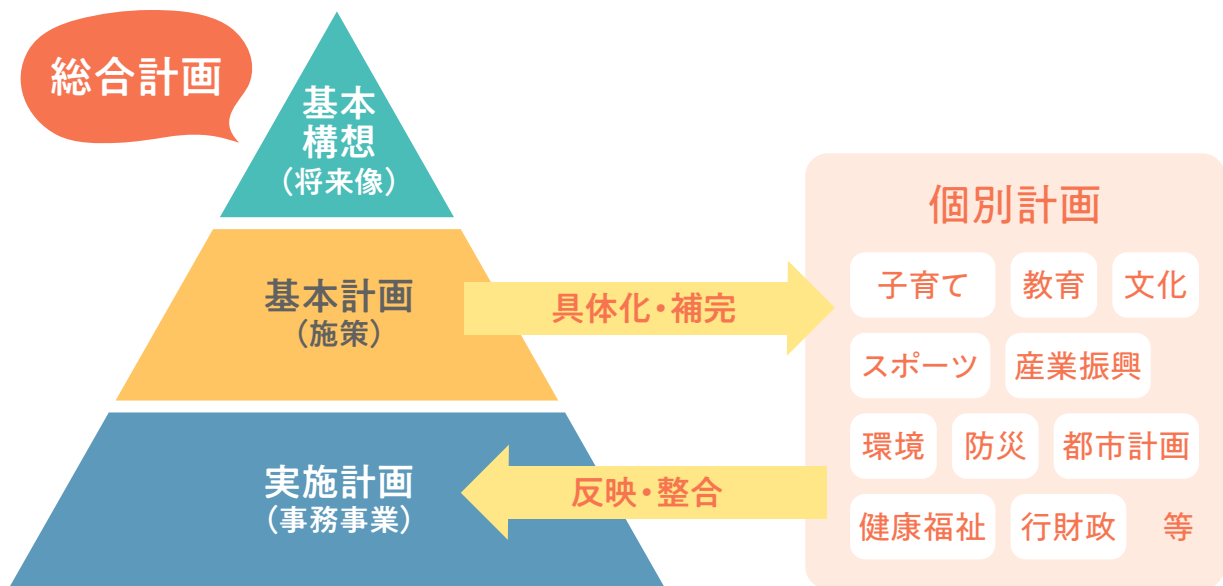 総合計画
基本
構想
（将来像）
基本計画
（施策）
具体化・補完
実施計画
（事務事業）
反映・整合
個別計画
子育て 教育 文化
スポーツ 産業振興
環境 防災 都市計画
健康福祉 行財政 等